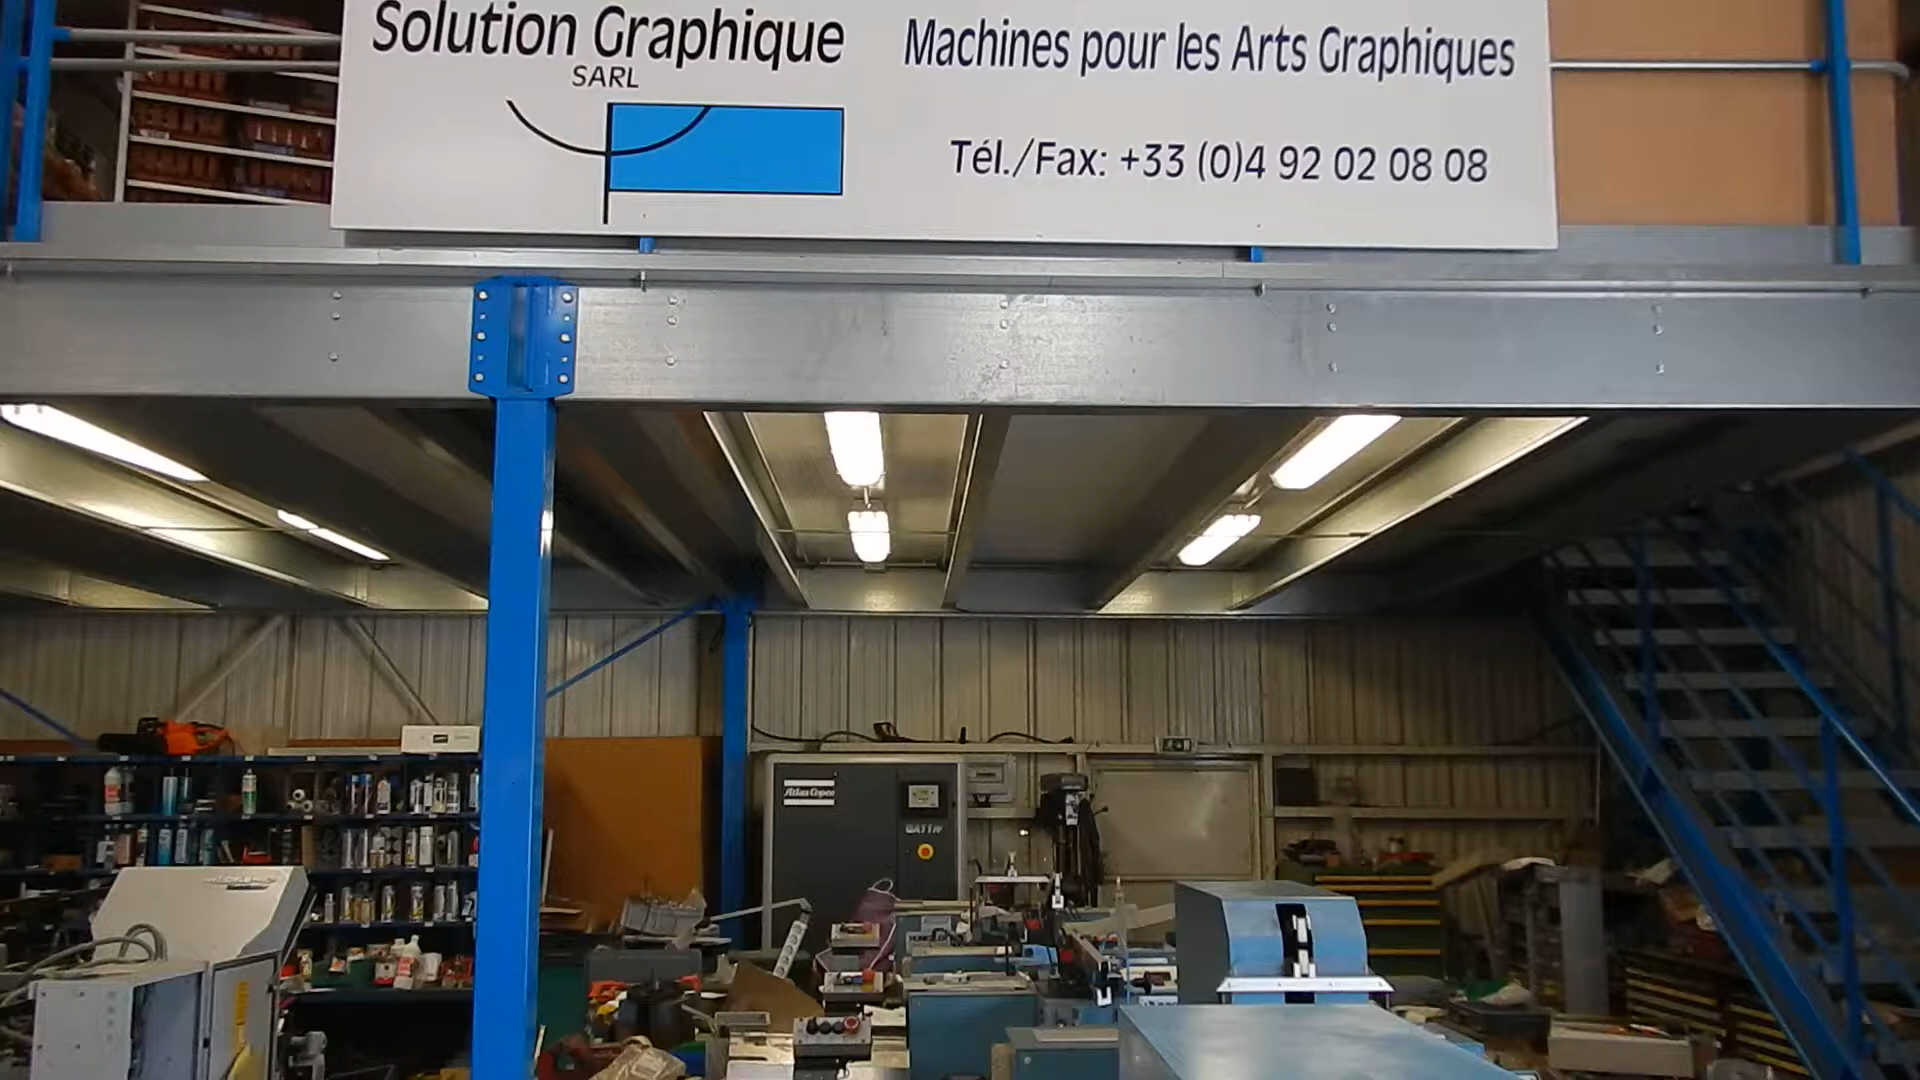 Solution Graphique
SARL
Machines pour les Arts Graphiques
Tél./Fax: +33 (0)4 92 02 08 08
Atlas Copco